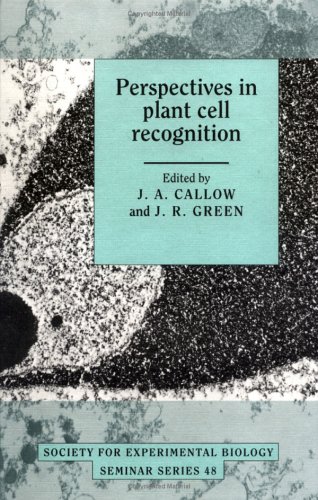 Perspectives in
plant cell
recognition
Edited by
J. A. CALLOW
and J. R. GREEN
SOCIETY FOR EXPERIMENTAL BIOLOGY
SEMINAR SERIES 48